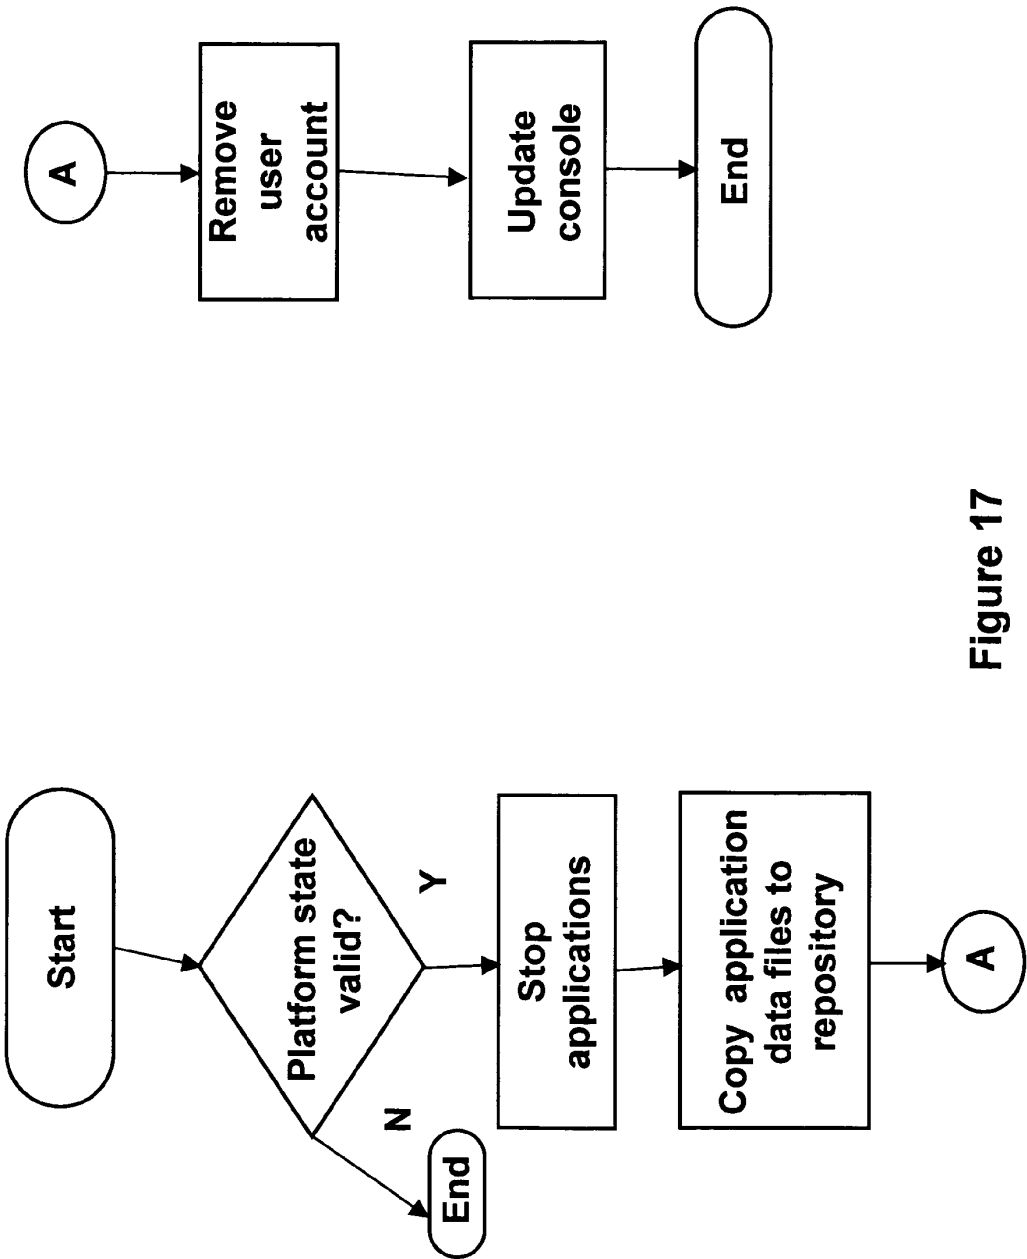 Start
Platform state
valid?
Y
N
End
Stop
applications
Copy application
data files to
repository
A
A
Remove
user
account
Update
console
End
Figure 17